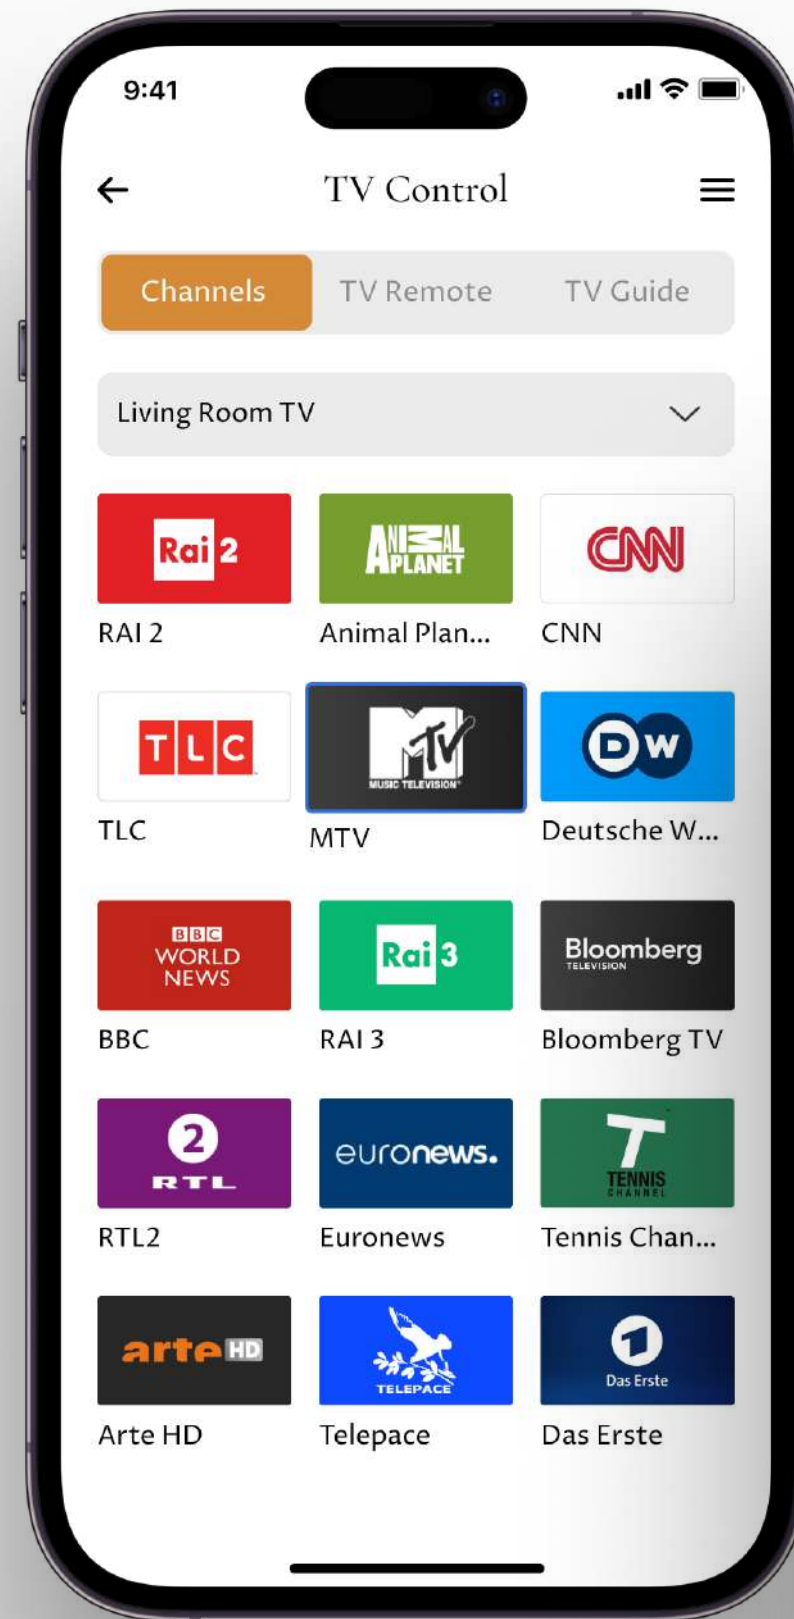 9:41
TV Control
Channels TV Remote TV Guide
Living Room TV
Rai 2
ANIMAL PLANET
CNN
RAI 2
Animal Plan...
CNN
TLC
MTV
MUSIC TELEVISION®
DW
TLC
MTV
Deutsche W...
BBC
WORLD
NEWS
Rai 3
Bloomberg
TELEVISION
BBC
RAI 3
Bloomberg TV
2
RTL
euronews.
T
TENNIS
CHANNEL
RTL2
Euronews
Tennis Chan...
arte HD
TELEPACE
1
Das Erste
Arte HD
Telepace
Das Erste